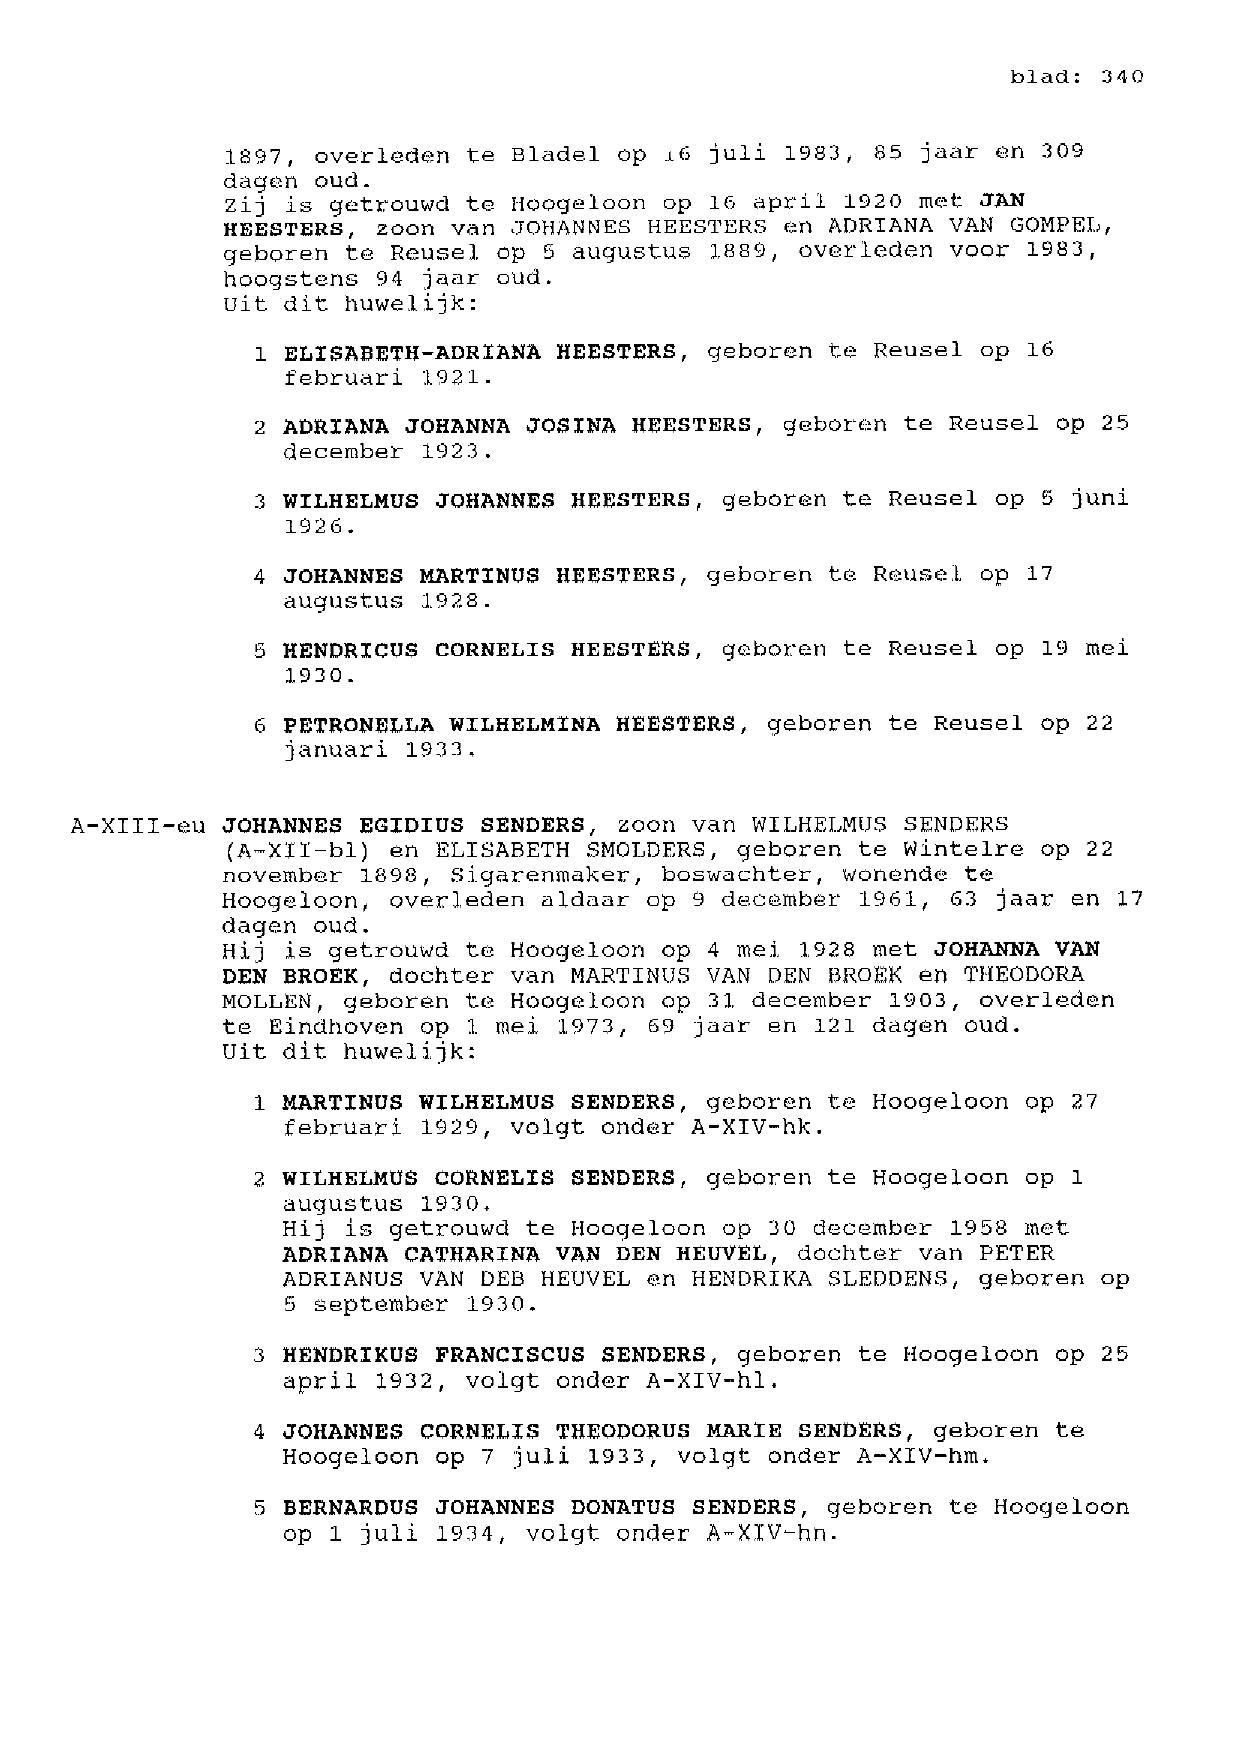 blad: 340
1897, overleden te Bladel op 16 juli 1983, 85 jaar en 309
dagen oud.
Zij is getrouwd te Hoogeloon op 16 april 1920 met JAN
HEESTERS, zoon van JOHANNES HEESTERS en ADRIANA VAN GOMPEL,
geboren te Reusel op 5 augustus 1889, overleden voor 1983,
hoogstens 94 jaar oud.
Uit dit huwelijk:
1 ELISABETH-ADRIANA HEESTERS, geboren te Reusel op 16
februari 1921.
2 ADRIANA JOHANNA JOSINA HEESTERS, geboren te Reusel op 25
december 1923.
3 WILHELMUS JOHANNES HEESTERS, geboren te Reusel op 5 juni
1926.
4 JOHANNES MARTINUS HEESTERS, geboren te Reusel op 17
augustus 1928.
5 HENDRICUS CORNELIS HEESTERS, geboren te Reusel op 19 mei
1930.
6 PETRONELLA WILHELMINA HEESTERS, geboren te Reusel op 22
januari 1933.
A-XIII-eu JOHANNES EGIDIUS SENDERS, zoon van WILHELMUS SENDERS
(A-XII-bl) en ELISABETH SMOLDERS, geboren te Wintelre op 22
november 1898, Sigarenmaker, boswachter, wonende te
Hoogeloon, overleden aldaar op 9 december 1961, 63 jaar en 17
dagen oud.
Hij is getrouwd te Hoogeloon op 4 mei 1928 met JOHANNA VAN
DEN BROEK, dochter van MARTINUS VAN DEN BROEK en THEODORA
MOLLEN, geboren te Hoogeloon op 31 december 1903, overleden
te Eindhoven op 1 mei 1973, 69 jaar en 121 dagen oud.
Uit dit huwelijk:
1 MARTINUS WILHELMUS SENDERS, geboren te Hoogeloon op 27
februari 1929, volgt onder A-XIV-hk.
2 WILHELMUS CORNELIS SENDERS, geboren te Hoogeloon op 1
augustus 1930.
Hij is getrouwd te Hoogeloon op 30 december 1958 met
ADRIANA CATHARINA VAN DEN HEUVEL, dochter van PETER
ADRIANUS VAN DEB HEUVEL en HENDRIKA SLEDDENS, geboren op
5 september 1930.
3 HENDRIKUS FRANCISCUS SENDERS, geboren te Hoogeloon op 25
april 1932, volgt onder A-XIV-hl.
4 JOHANNES CORNELIS THEODORUS MARIE SENDERS, geboren te
Hoogeloon op 7 juli 1933, volgt onder A-XIV-hm.
5 BERNARDUS JOHANNES DONATUS SENDERS, geboren te Hoogeloon
op 1 juli 1934, volgt onder A-XIV-hn.